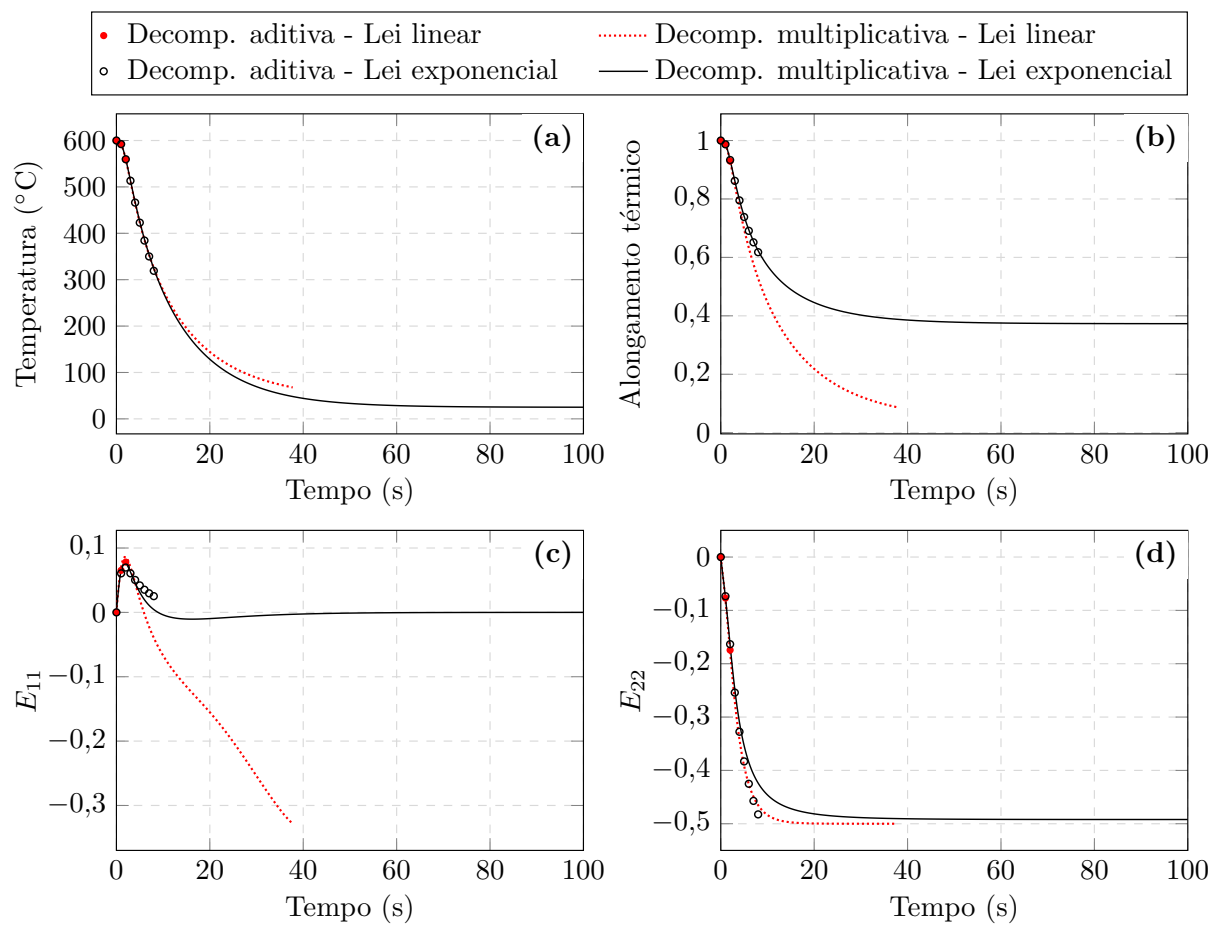 Decomp. aditiva - Lei linear Decomp. multiplicativa - Lei linear
Decomp. aditiva - Lei exponencial Decomp. multiplicativa - Lei exponencial
(a)
600
500
400
300
200
100
0
Temperatura (°C)
0 20 40 60 80 100
Tempo (s)
(b)
1
0,8
0,6
0,4
0,2
0
Alongamento térmico
0 20 40 60 80 100
Tempo (s)
(c)
0,1
0
−0,1
−0,2
−0,3
E11
0 20 40 60 80 100
Tempo (s)
(d)
0
−0,1
−0,2
−0,3
−0,4
−0,5
E22
0 20 40 60 80 100
Tempo (s)